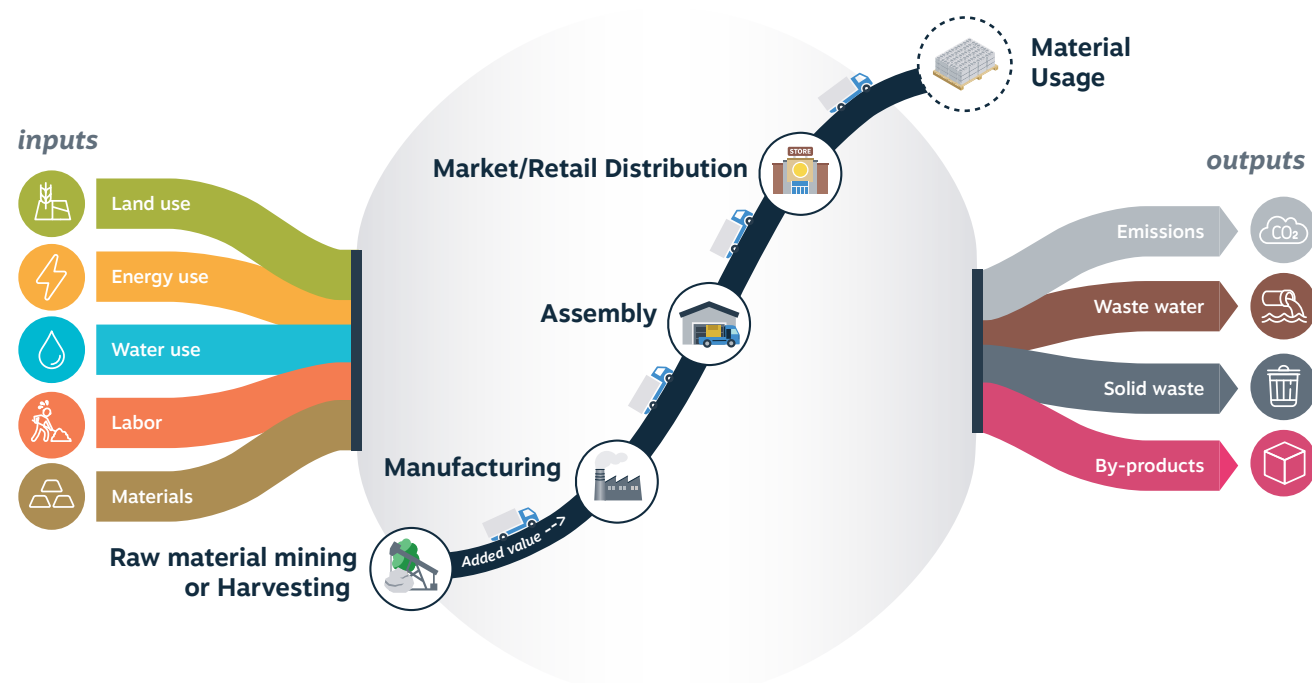 inputs
Land use
Energy use
Water use
Labor
Materials
Material
Usage
STORE
Market/Retail Distribution
Assembly
Manufacturing
Added value -->
Raw material mining
or Harvesting
outputs
Emissions
CO₂
Waste water
Solid waste
By-products